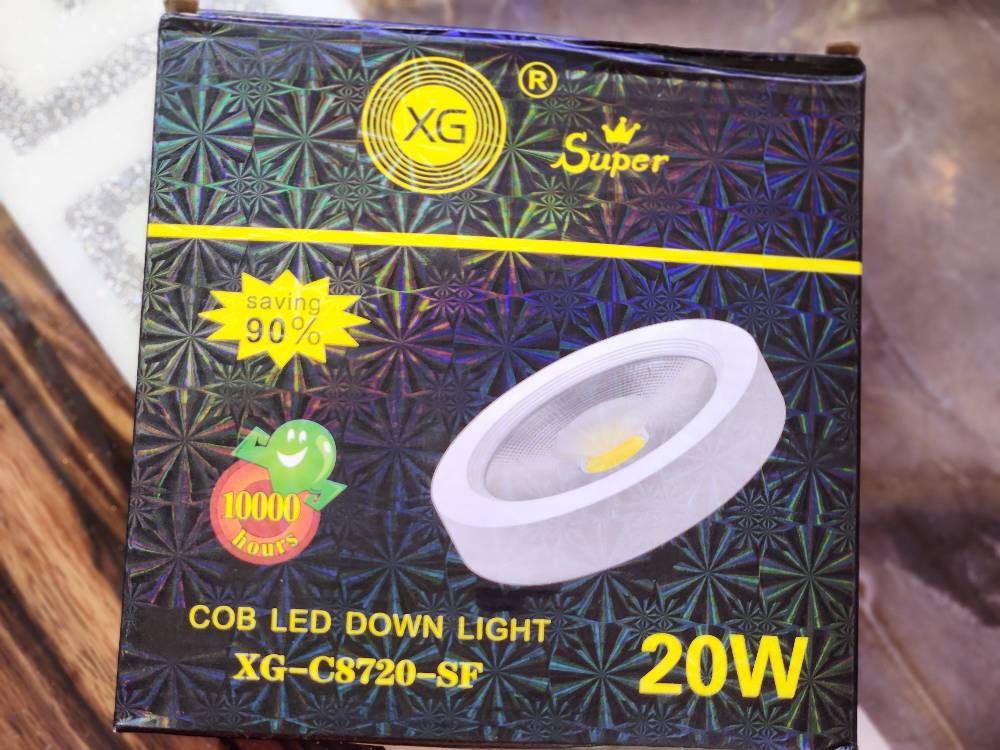 XG ®
Super
saving
90%
10000
hours
COB LED DOWN LIGHT
XG-C8720-SF
20W